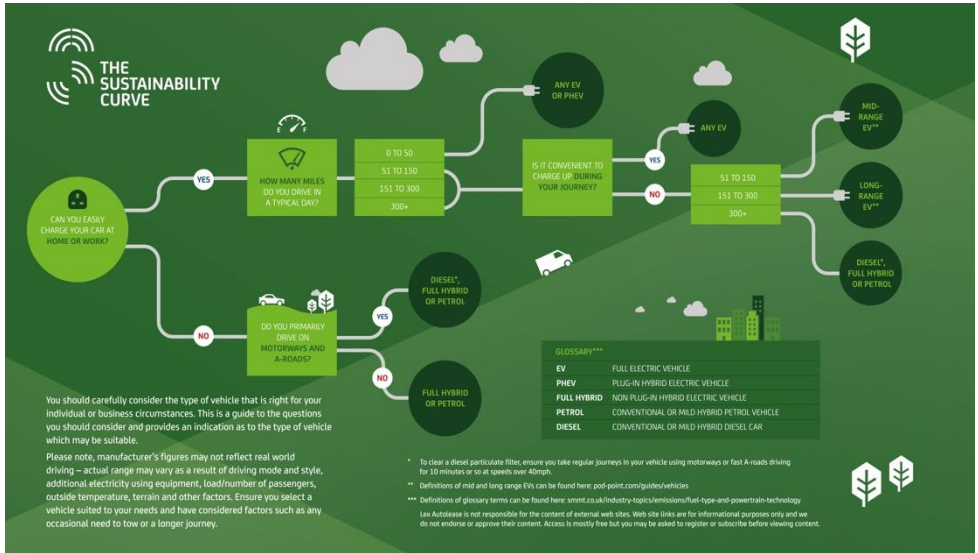 THE
SUSTAINABILITY
CURVE
CAN YOU EASILY
CHARGE YOUR CAR AT
HOME OR WORK?
YES
E F
HOW MANY MILES
DO YOU DRIVE IN
A TYPICAL DAY?
0 TO 50
51 TO 150
151 TO 300
300+
ANY EV
OR PHEV
IS IT CONVENIENT TO
CHARGE UP DURING
YOUR JOURNEY?
YES
ANY EV
NO
51 TO 150
151 TO 300
300+
MID-
RANGE
EV**
LONG-
RANGE
EV**
DIESEL*,
FULL HYBRID
OR PETROL
NO
DO YOU PRIMARILY
DRIVE ON
MOTORWAYS AND
A-ROADS?
YES
DIESEL*,
FULL HYBRID
OR PETROL
NO
FULL HYBRID
OR PETROL
GLOSSARY***
EV FULL ELECTRIC VEHICLE
PHEV PLUG-IN HYBRID ELECTRIC VEHICLE
FULL HYBRID NON PLUG-IN HYBRID ELECTRIC VEHICLE
PETROL CONVENTIONAL OR MILD HYBRID PETROL VEHICLE
DIESEL CONVENTIONAL OR MILD HYBRID DIESEL CAR
You should carefully consider the type of vehicle that is right for your
individual or business circumstances. This is a guide to the questions
you should consider and provides an indication as to the type of vehicle
which may be suitable.
Please note, manufacturer's figures may not reflect real world
driving – actual range may vary as a result of driving mode and style,
additional electricity using equipment, load/number of passengers,
outside temperature, terrain and other factors. Ensure you select a
vehicle suited to your needs and have considered factors such as any
occasional need to tow or a longer journey.
* To clear a diesel particulate filter, ensure you take regular journeys in your vehicle using motorways or fast A-roads driving
for 10 minutes or so at speeds over 40mph.
** Definitions of mid and long range EVs can be found here: pod-point.com/guides/vehicles
*** Definitions of glossary terms can be found here: smmt.co.uk/industry-topics/emissions/fuel-type-and-powertrain-technology
Lex Autolease is not responsible for the content of external web sites. Web site links are for informational purposes only and we
do not endorse or approve their content. Access is mostly free but you may be asked to register or subscribe before viewing content.